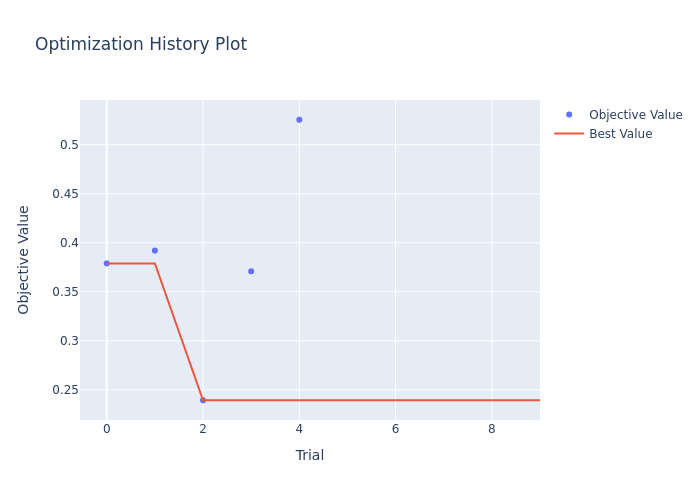 Optimization History Plot
Objective Value
Best Value
0.5
0.45
0.4
0.35
0.3
0.25
Objective Value
0
2
4
6
8
Trial